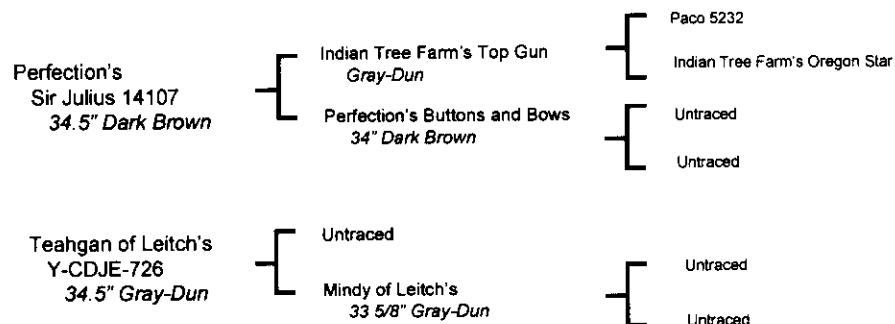 Perfection's
Sir Julius 14107
34.5" Dark Brown
Indian Tree Farm's Top Gun
Gray-Dun
Perfection's Buttons and Bows
34" Dark Brown
Paco 5232
Indian Tree Farm's Oregon Star
Untraced
Untraced
Teahgan of Leitch's
Y-CDJE-726
34.5" Gray-Dun
Untraced
Mindy of Leitch's
33 5/8" Gray-Dun
Untraced
Untraced